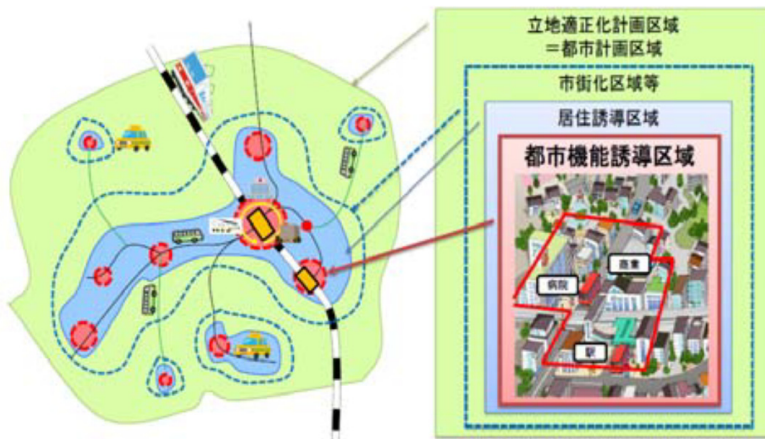 立地適正化計画区域
＝都市計画区域
市街化区域等
居住誘導区域
都市機能誘導区域
商業
病院
駅